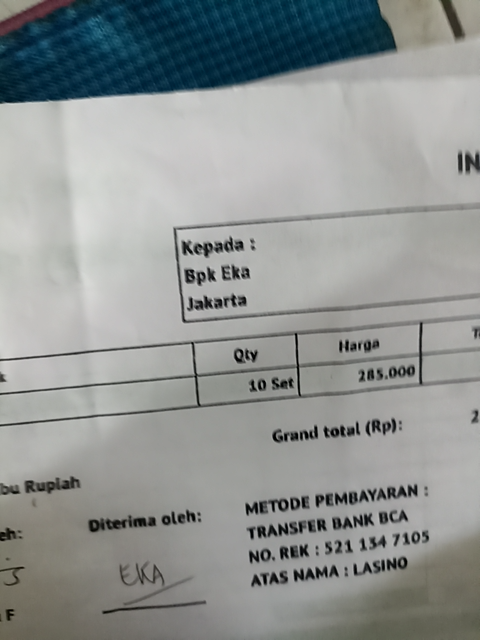 IN
Kepada :
Bpk Eka
Jakarta
Qty Harga
10 Set 285.000
Grand total (Rp): 2
bu Rupiah
eh: Diterima oleh:
EKA
F
METODE PEMBAYARAN :
TRANSFER BANK BCA
NO. REK : 521 134 7105
ATAS NAMA : LASINO